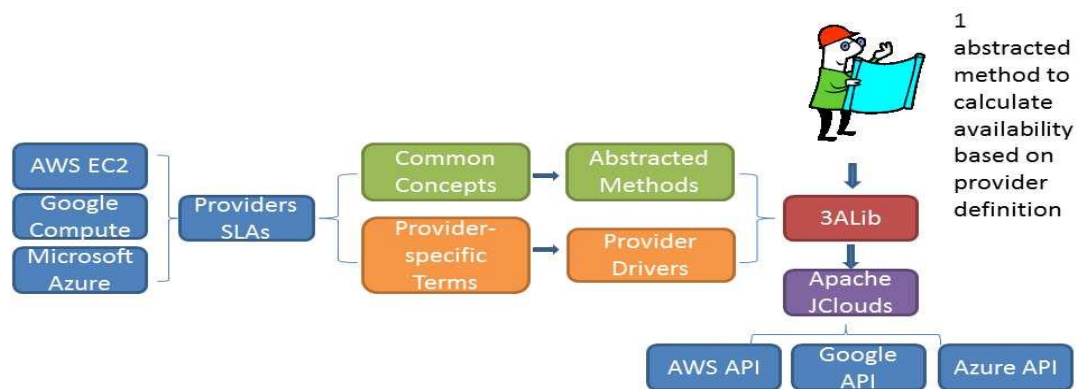 1
abstracted
method to
calculate
availability
based on
provider
definition
AWS EC2
Google
Compute
Microsoft
Azure
Providers
SLAs
Common
Concepts
Provider-
specific
Terms
Abstracted
Methods
Provider
Drivers
3ALib
Apache
JClouds
AWS API
Google
API
Azure API